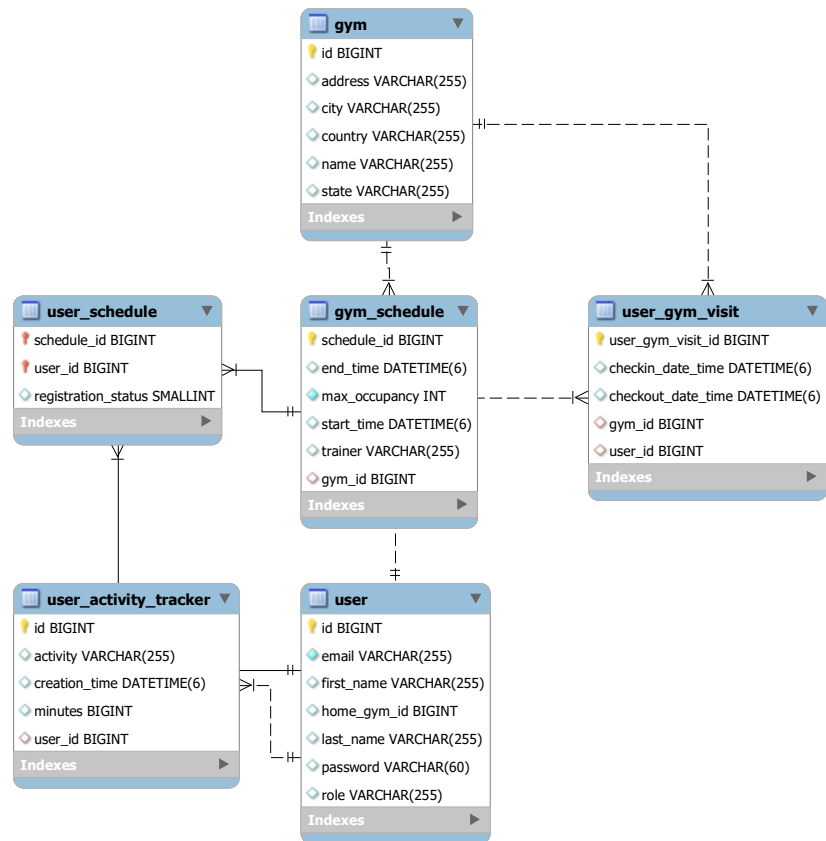 gym
id BIGINT
address VARCHAR(255)
city VARCHAR(255)
country VARCHAR(255)
name VARCHAR(255)
state VARCHAR(255)
Indexes
user_schedule
schedule_id BIGINT
user_id BIGINT
registration_status SMALLINT
Indexes
gym_schedule
schedule_id BIGINT
end_time DATETIME(6)
max_occupancy INT
start_time DATETIME(6)
trainer VARCHAR(255)
gym_id BIGINT
Indexes
user_gym_visit
user_gym_visit_id BIGINT
checkin_date_time DATETIME(6)
checkout_date_time DATETIME(6)
gym_id BIGINT
user_id BIGINT
Indexes
user_activity_tracker
id BIGINT
activity VARCHAR(255)
creation_time DATETIME(6)
minutes BIGINT
user_id BIGINT
Indexes
user
id BIGINT
email VARCHAR(255)
first_name VARCHAR(255)
home_gym_id BIGINT
last_name VARCHAR(255)
password VARCHAR(60)
role VARCHAR(255)
Indexes